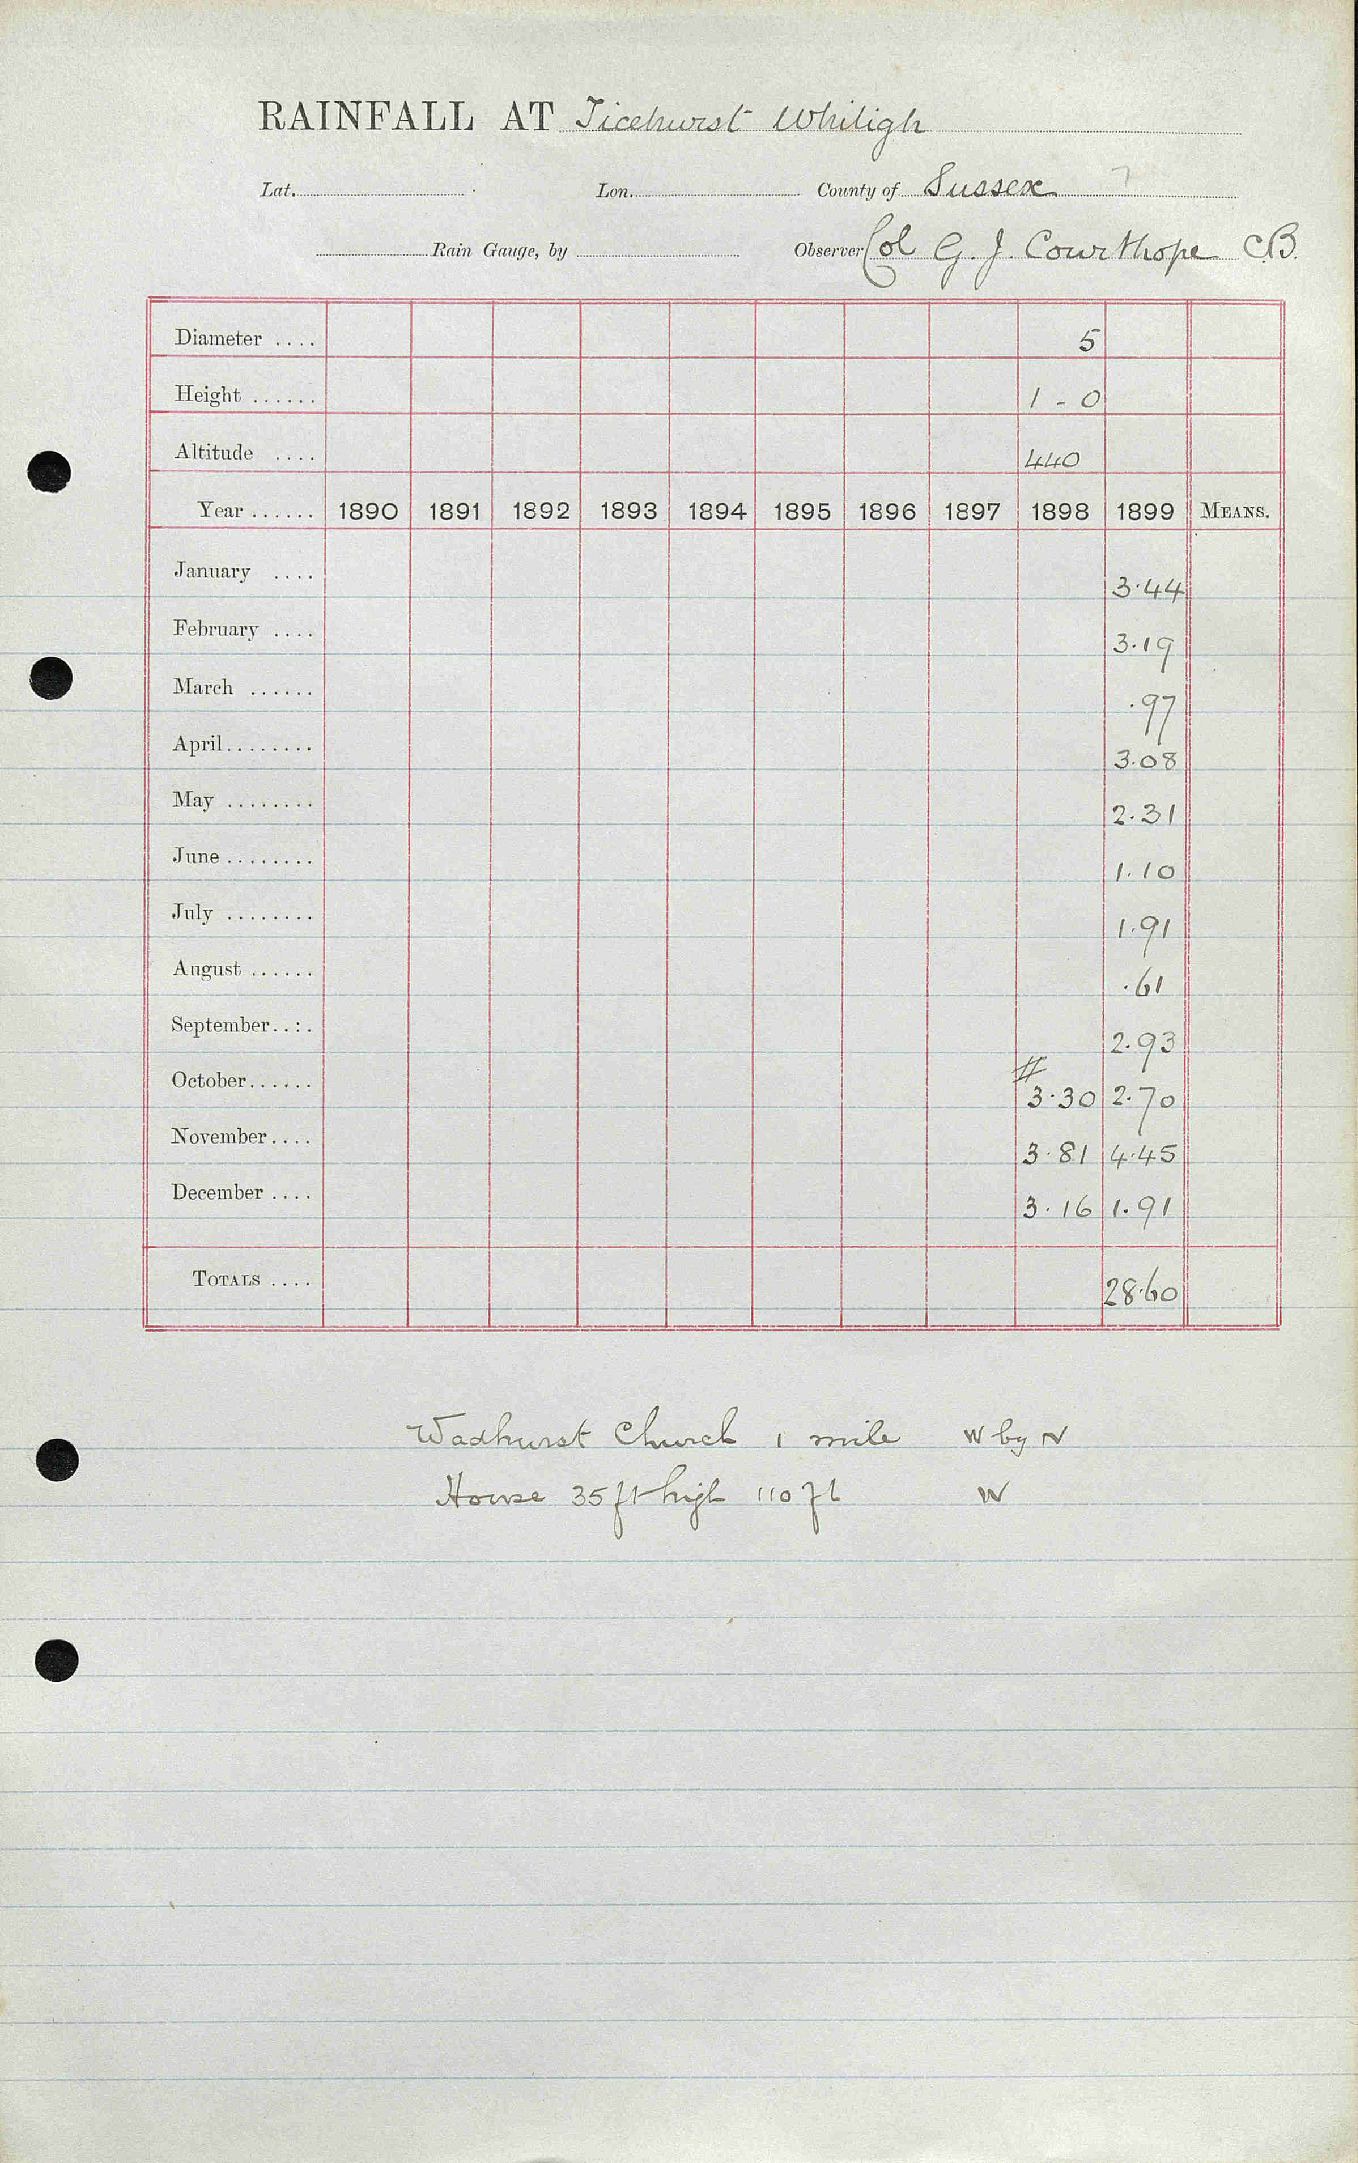 RAINFALL AT Ticehurst Whiligh
Lat. Lon. County of Sussex 7
Rain Gauge, by Observer Col G. J. Courthope CB.
Diameter .... 5
Height ...... 1 - 0
Altitude .... 440
Year ...... 1890 1891 1892 1893 1894 1895 1896 1897 1898 1899 MEANS.
January .... 3.44
February .... 3.19
March ...... .97
April ........ 3.08
May ........ 2.31
June ........ 1.10
July ........ 1.91
August ...... .61
September .... 2.93
October ...... # 3.30 2.70
November .... 3.81 4.45
December .... 3.16 1.91
TOTALS .... 28.60
Wadhurst Church 1 mile W by N
House 35 ft high 110 ft W